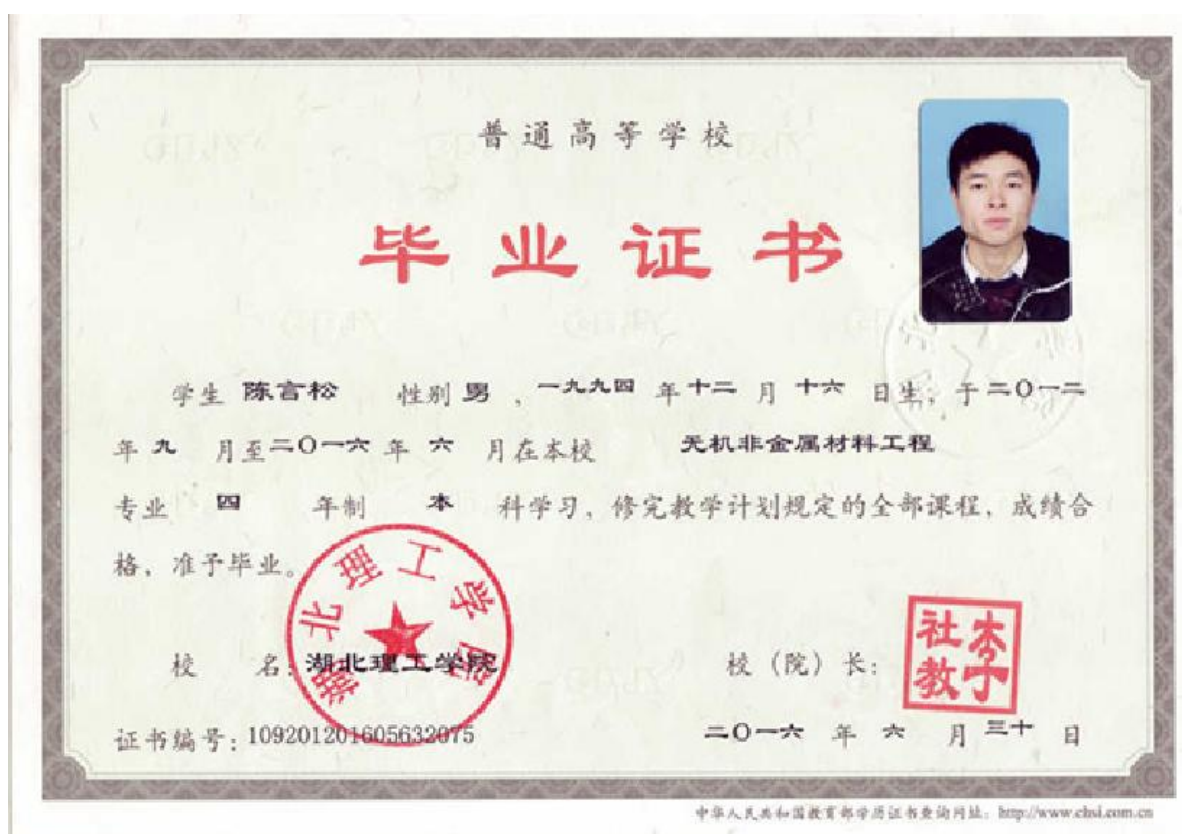 普通高等学校
毕业证书
学生 陈言松 性别 男 、一九九四 年 十二 月 十六 日生，于二〇一二
年 九 月至二〇一六 年 六 月在本校 无机非金属材料工程
专业 四 年制 本 科学习，修完教学计划规定的全部课程，成绩合
格，准予毕业。
湖北理工学院
校 名：湖北理工学院 校（院）长：
李社教
证书编号：109201201605632075 二〇一六 年 六 月 三十 日
中华人民共和国教育部学历证书查询网址：http://www.chsi.com.cn